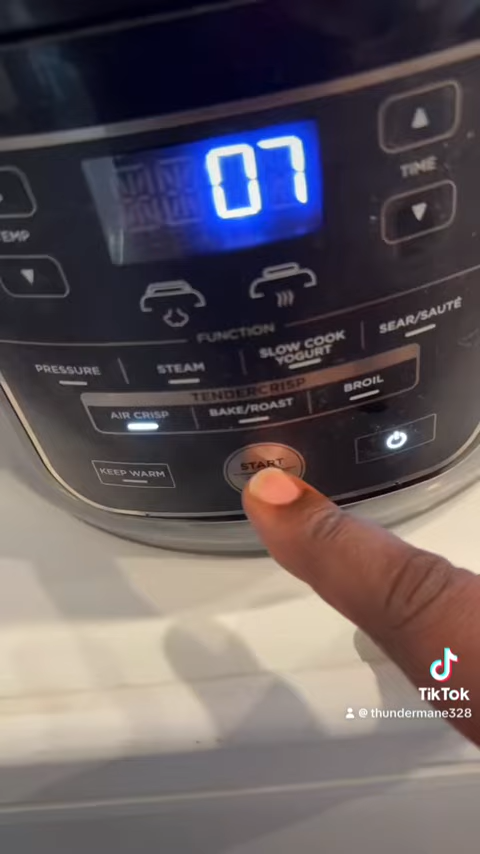 07
TIME
TEMP
FUNCTION
PRESSURE
STEAM
SLOW COOK
YOGURT
SEAR/SAUTÉ
TENDERCRISP
AIR CRISP
BAKE/ROAST
BROIL
KEEP WARM
START
TikTok
@thundermane328